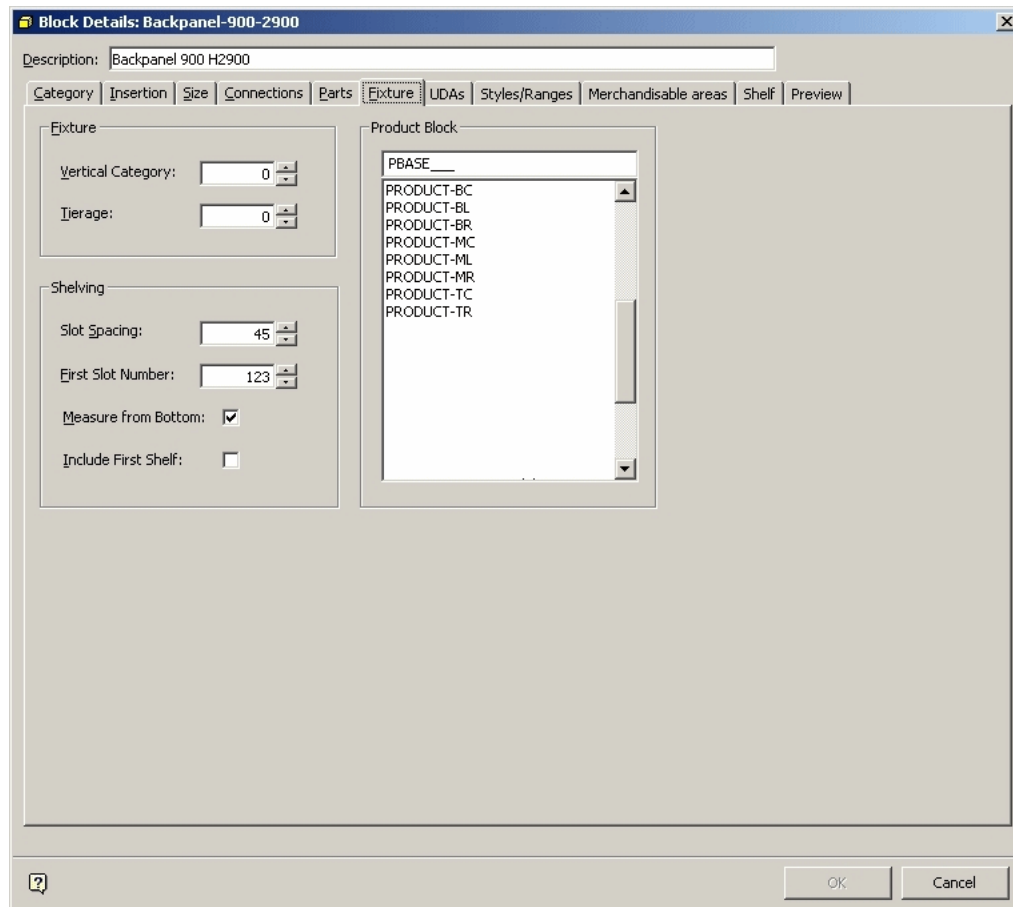 Block Details: Backpanel-900-2900
Description: Backpanel 900 H2900
Category Insertion Size Connections Parts Fixture UDAs Styles/Ranges Merchandisable areas Shelf Preview
Fixture
Vertical Category: 0
Tierage: 0
Shelving
Slot Spacing: 45
First Slot Number: 123
Measure from Bottom:
Include First Shelf:
Product Block
PBASE___
PRODUCT-BC
PRODUCT-BL
PRODUCT-BR
PRODUCT-MC
PRODUCT-ML
PRODUCT-MR
PRODUCT-TC
PRODUCT-TR
OK Cancel